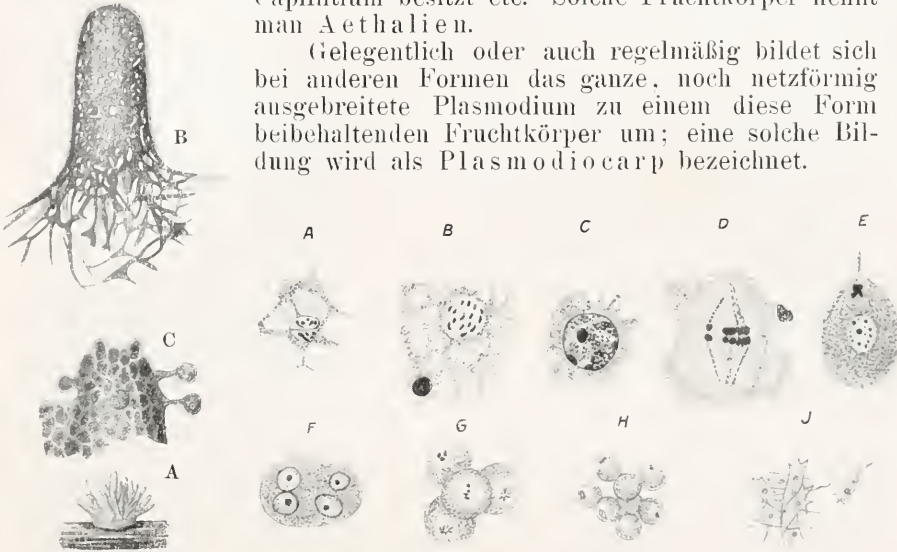 besitzt etc. Solche Fruchtkörper nennt
man Aethalien.
Gelegentlich oder auch regelmäßig bildet sich
bei anderen Formen das ganze, noch netzförmig
ausgebreitete Plasmodium zu einem diese Form
beibehaltenden Fruchtkörper um; eine solche Bil-
dung wird als Plasmodiocarp bezeichnet.
B
A B C D E
C
F G H J
A